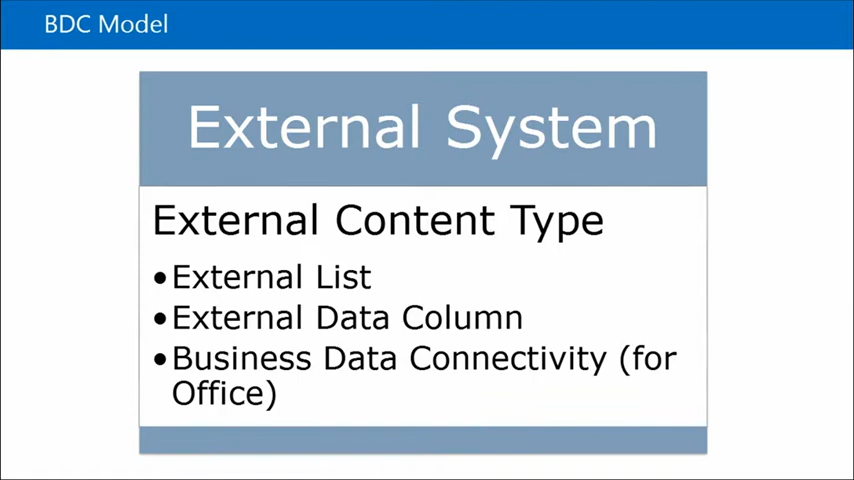 BDC Model
External System
External Content Type
•External List
•External Data Column
•Business Data Connectivity (for
Office)